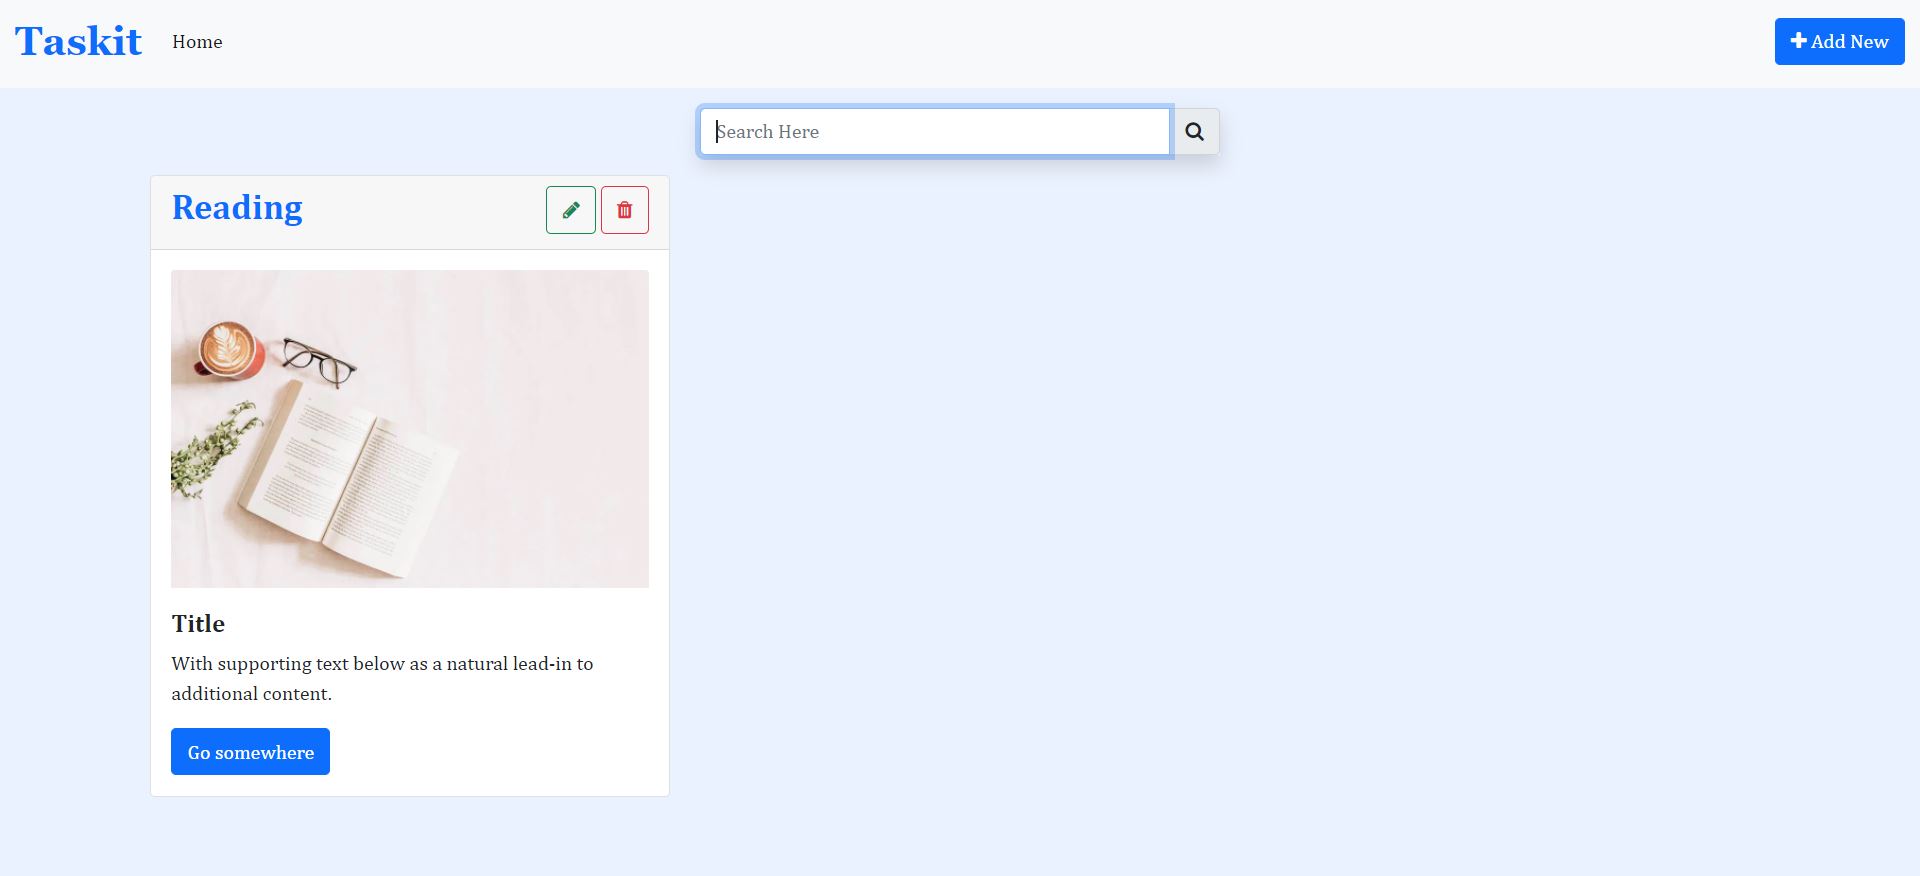 Taskit
Home
Add New
Search Here
Reading
Title
With supporting text below as a natural lead-in to
additional content.
Go somewhere